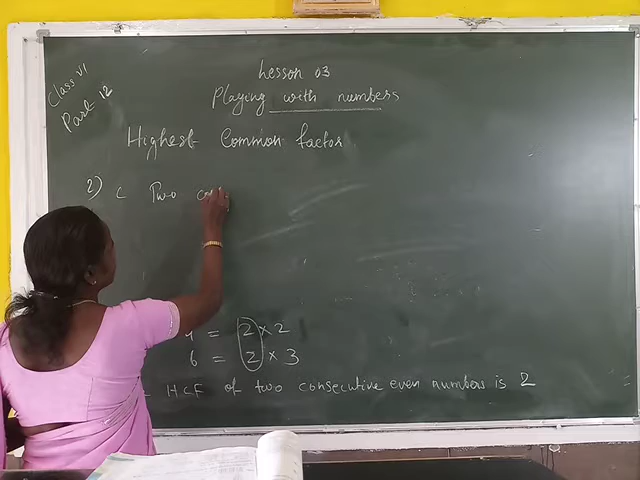 Class VI
Part 12
Lesson 03
Playing with numbers
Highest Common factor
2) c Two
4 = 2 × 2
6 = 2 × 3
HCF of two consecutive even numbers is 2